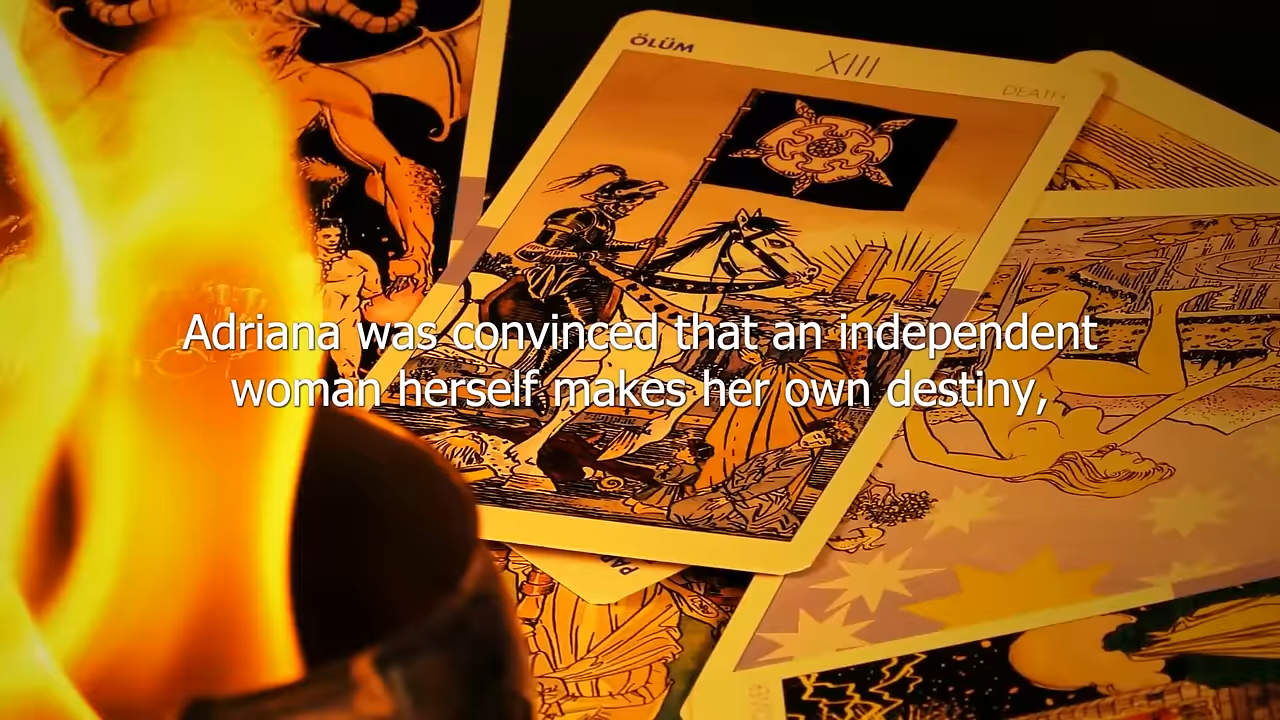 ÖLÜM
XIII
DEATH
Adriana was convinced that an independent
woman herself makes her own destiny,